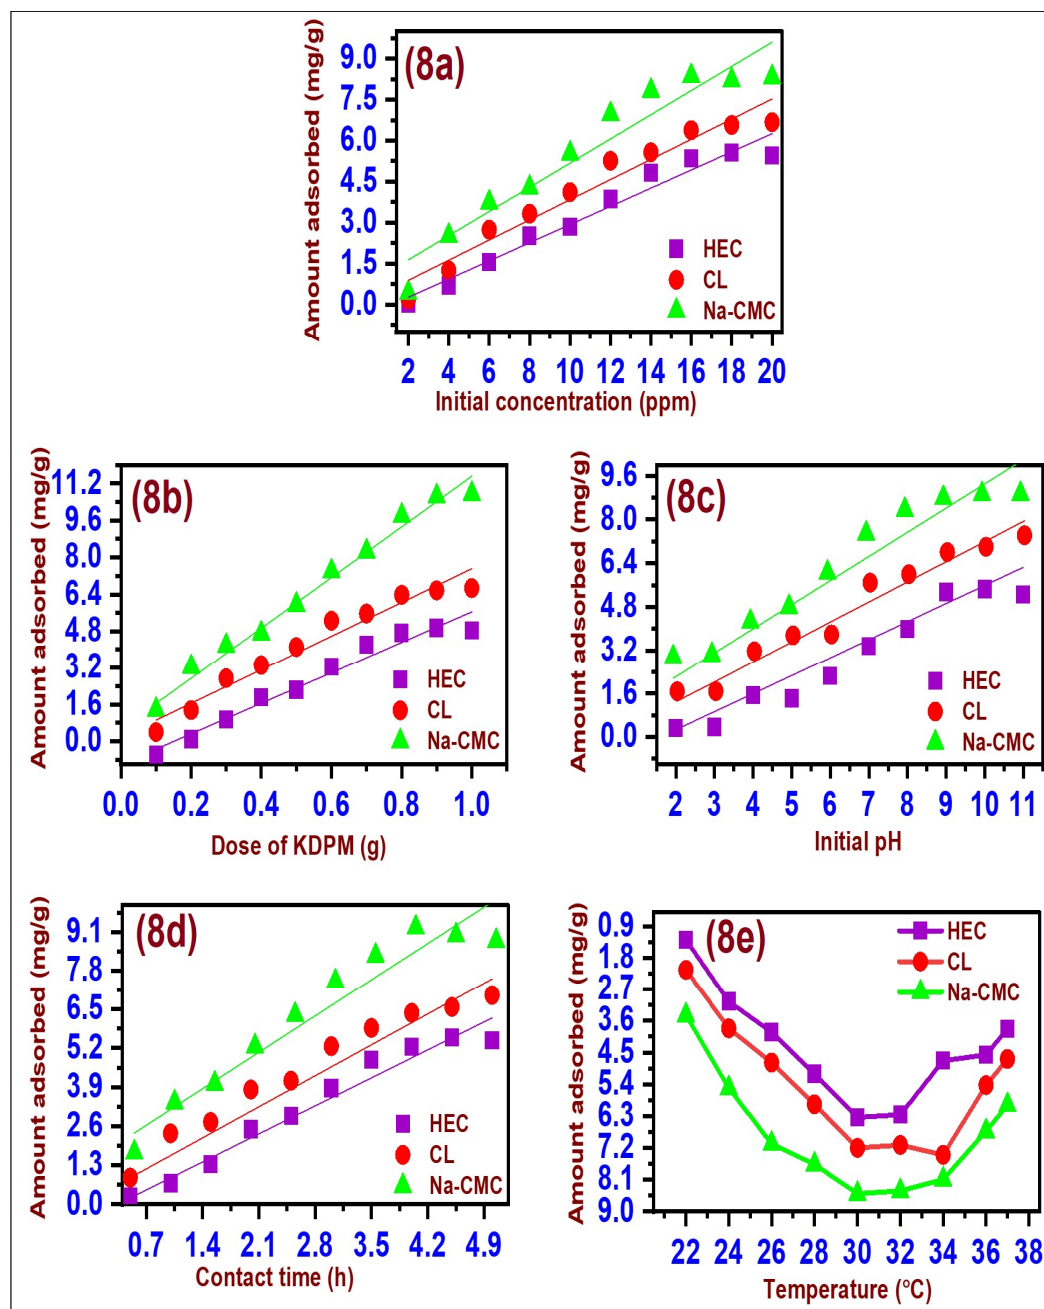 (8a)
Amount adsorbed (mg/g)
9.0
7.5
6.0
4.5
3.0
1.5
0.0
HEC
CL
Na-CMC
2 4 6 8 10 12 14 16 18 20
Initial concentration (ppm)
(8b)
Amount adsorbed (mg/g)
11.2
9.6
8.0
6.4
4.8
3.2
1.6
0.0
HEC
CL
Na-CMC
0.0 0.2 0.4 0.6 0.8 1.0
Dose of KDPM (g)
(8c)
Amount adsorbed (mg/g)
9.6
8.0
6.4
4.8
3.2
1.6
0.0
HEC
CL
Na-CMC
2 3 4 5 6 7 8 9 10 11
Initial pH
(8d)
Amount adsorbed (mg/g)
9.1
7.8
6.5
5.2
4.9
2.6
1.3
0.0
HEC
CL
Na-CMC
0.7 1.4 2.1 2.8 3.5 4.2 4.9
Contact time (h)
(8e)
Amount adsorbed (mg/g)
0.9
1.8
2.7
3.6
4.5
5.4
6.3
7.2
8.1
9.0
HEC
CL
Na-CMC
22 24 26 28 30 32 34 36 38
Temperature (°C)